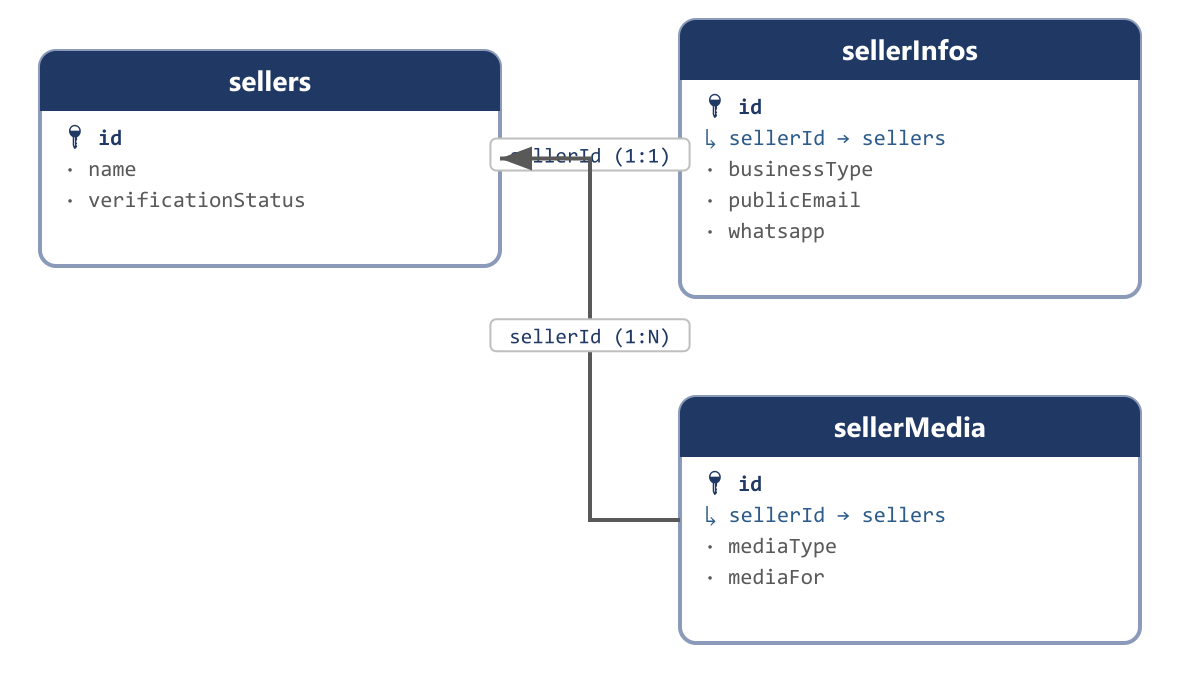 sellers
id
· name
· verificationStatus
sellerId (1:1)
sellerInfos
id
↳ sellerId → sellers
· businessType
· publicEmail
· whatsapp
sellerId (1:N)
sellerMedia
id
↳ sellerId → sellers
· mediaType
· mediaFor